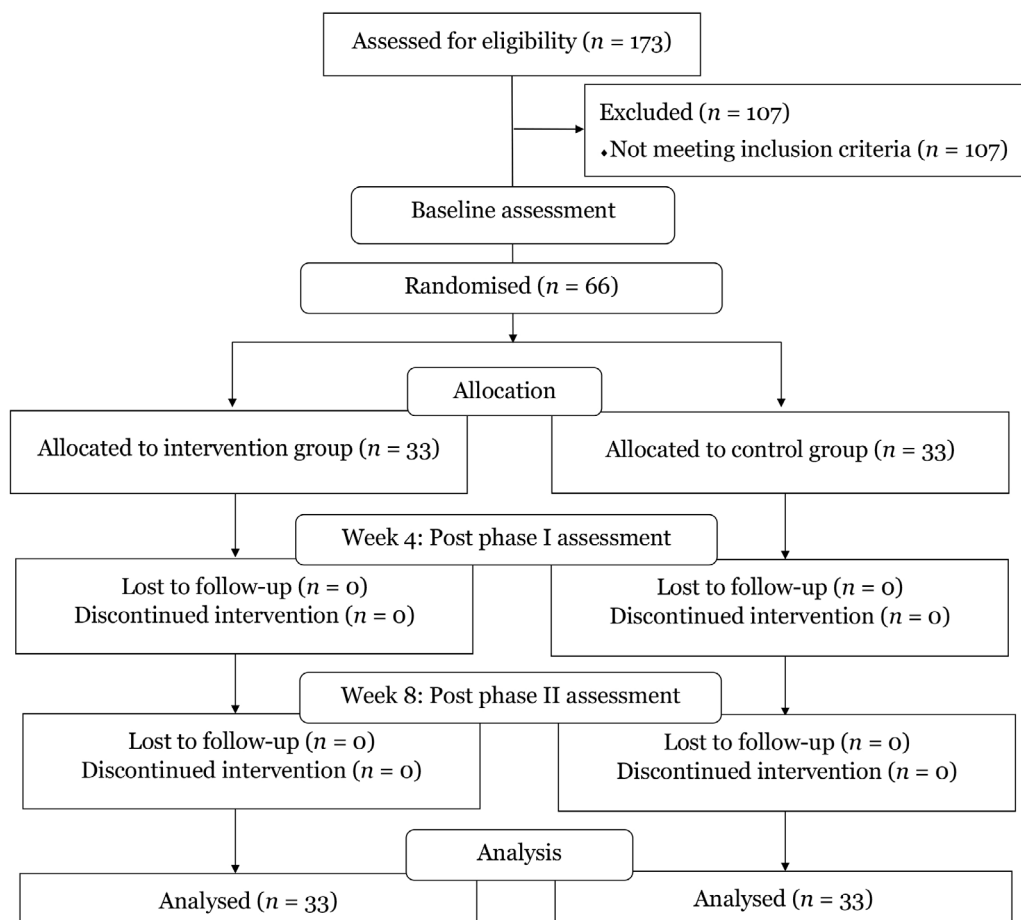 Assessed for eligibility (n = 173)
Excluded (n = 107)
⬧Not meeting inclusion criteria (n = 107)
Baseline assessment
Randomised (n = 66)
Allocation
Allocated to intervention group (n = 33)
Allocated to control group (n = 33)
Week 4: Post phase I assessment
Lost to follow-up (n = 0)
Discontinued intervention (n = 0)
Lost to follow-up (n = 0)
Discontinued intervention (n = 0)
Week 8: Post phase II assessment
Lost to follow-up (n = 0)
Discontinued intervention (n = 0)
Lost to follow-up (n = 0)
Discontinued intervention (n = 0)
Analysis
Analysed (n = 33)
Analysed (n = 33)